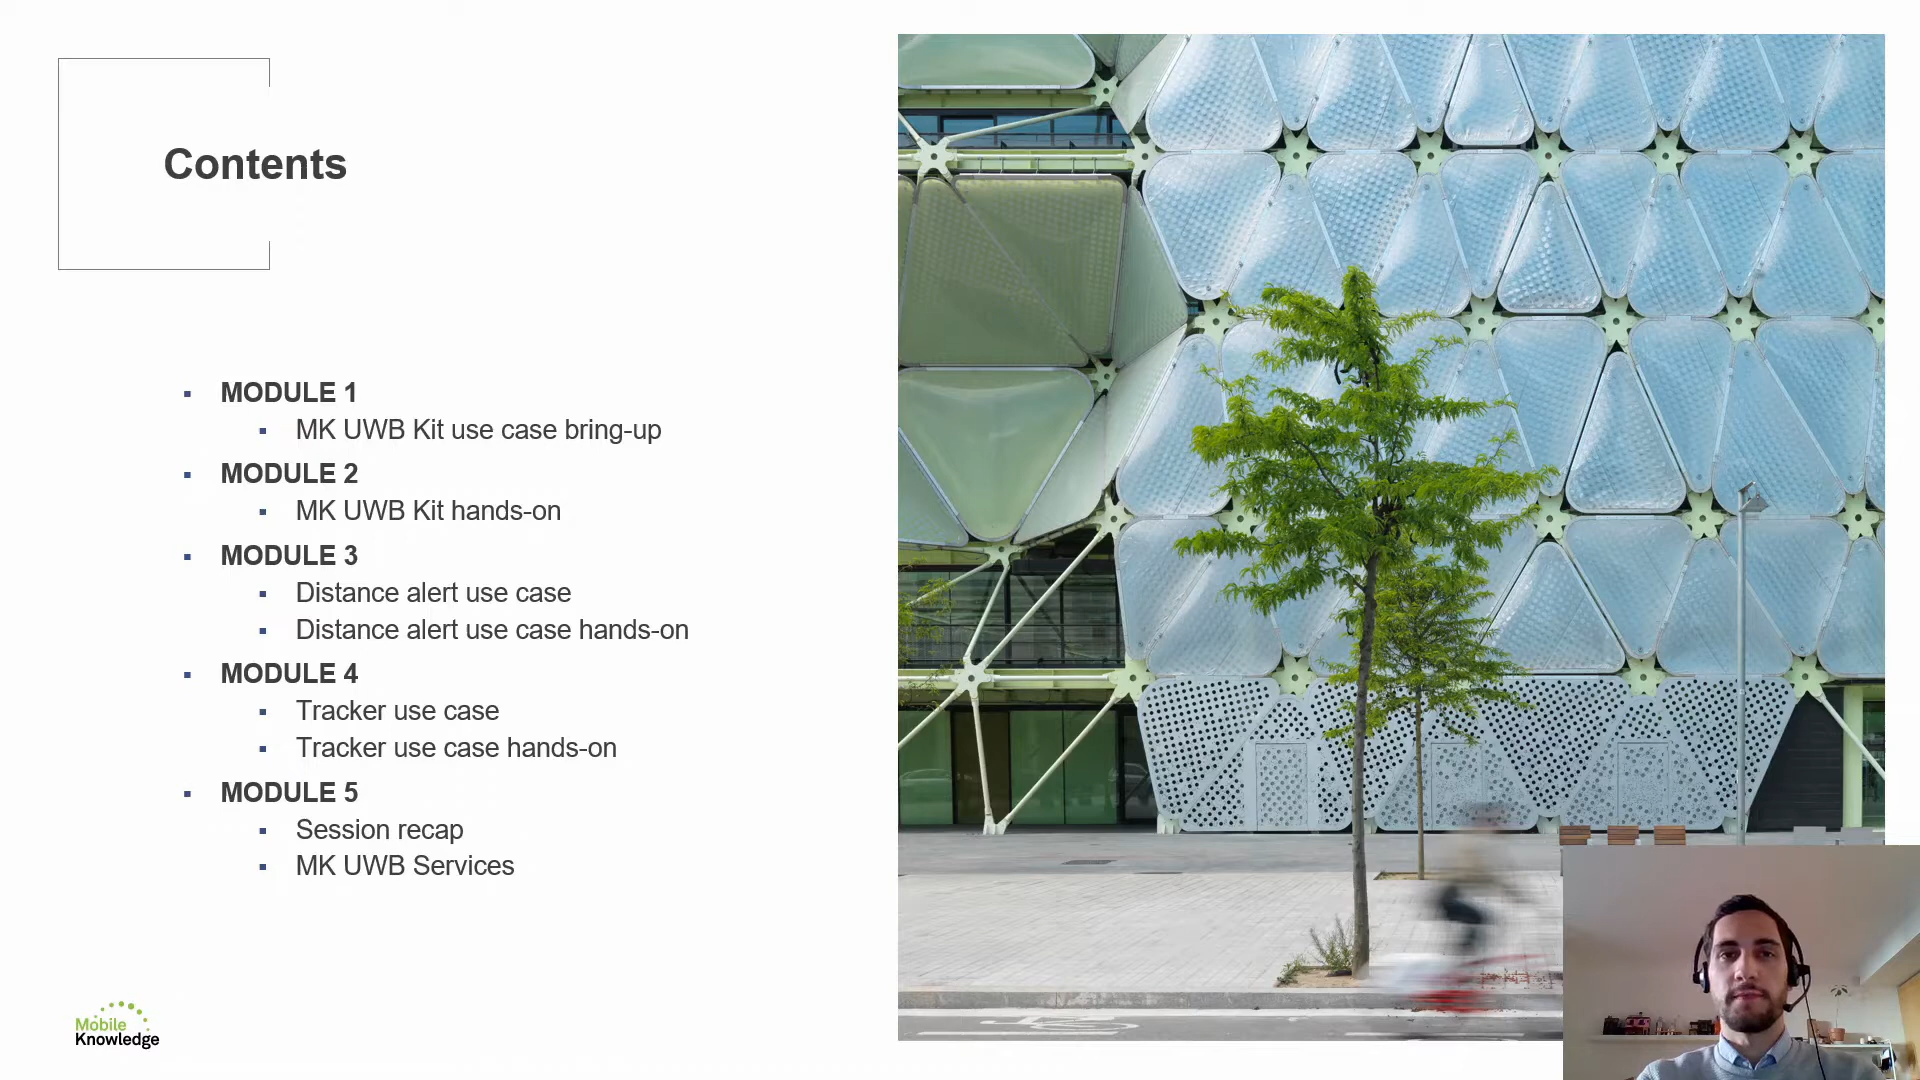 Contents
MODULE 1
MK UWB Kit use case bring-up
MODULE 2
MK UWB Kit hands-on
MODULE 3
Distance alert use case
Distance alert use case hands-on
MODULE 4
Tracker use case
Tracker use case hands-on
MODULE 5
Session recap
MK UWB Services
Mobile
Knowledge